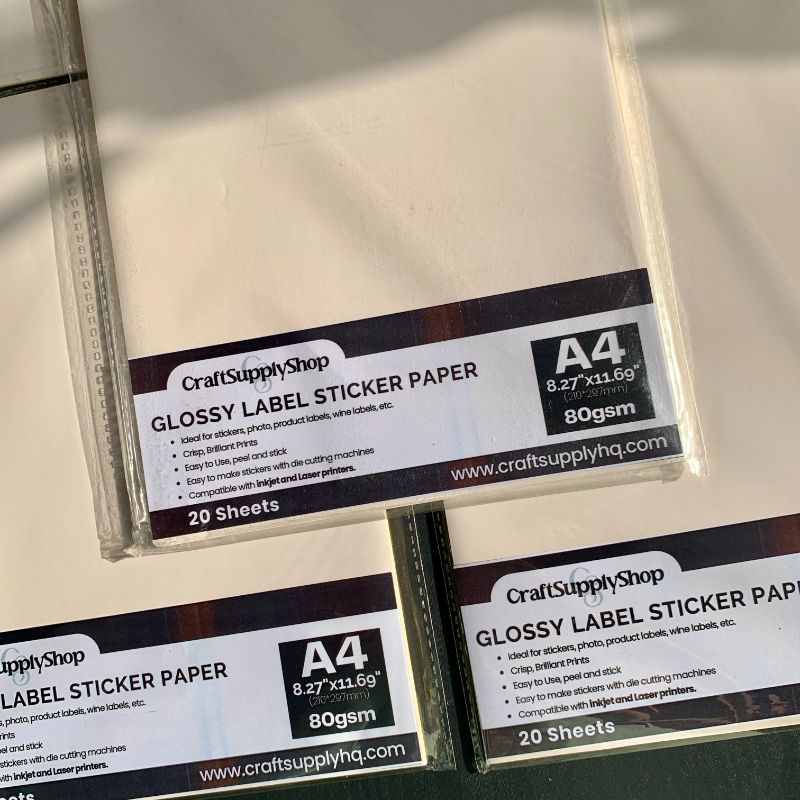 CraftSupplyShop
GLOSSY LABEL STICKER PAPER
• Ideal for stickers, photo, product labels, wine labels, etc.
• Crisp, Brilliant Prints
• Easy to Use, peel and stick
• Easy to make stickers with die cutting machines
• Compatible with Inkjet and Laser printers.
20 Sheets
A4
8.27"x11.69"
(210*297mm)
80gsm
www.craftsupplyhq.com
upplyShop
LABEL STICKER PAPER
s, photo, product labels, wine labels, etc.
rints
eel and stick
stickers with die cutting machines
with Inkjet and Laser printers.
ets
A4
8.27"x11.69"
(210*297mm)
80gsm
www.craftsupplyhq.com
CraftSupplyShop
GLOSSY LABEL STICKER PAP
• Ideal for stickers, photo, product labels, wine labels, etc.
• Crisp, Brilliant Prints
• Easy to Use, peel and stick
• Easy to make stickers with die cutting machines
• Compatible with Inkjet and Laser printers.
20 Sheets